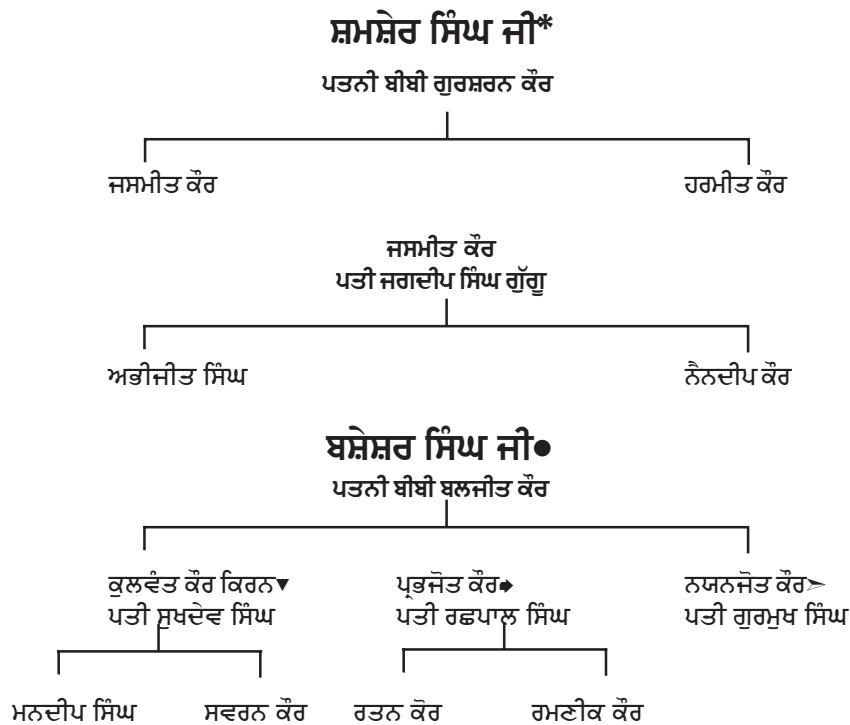 ਸ਼ਮਸ਼ੇਰ ਸਿੰਘ ਜੀ*
ਪਤਨੀ ਬੀਬੀ ਗੁਰਸ਼ਰਨ ਕੌਰ
ਜਸਮੀਤ ਕੌਰ ਹਰਮੀਤ ਕੌਰ
ਜਸਮੀਤ ਕੌਰ
ਪਤੀ ਜਗਦੀਪ ਸਿੰਘ ਗੁੱਗੂ
ਅਭੀਜੀਤ ਸਿੰਘ ਨੈਨਦੀਪ ਕੌਰ
ਬਸ਼ੇਸ਼ਰ ਸਿੰਘ ਜੀ●
ਪਤਨੀ ਬੀਬੀ ਬਲਜੀਤ ਕੌਰ
ਕੁਲਵੰਤ ਕੌਰ ਕਿਰਨ▾ ਪ੍ਰਭਜੋਤ ਕੌਰ➧ ਨਯਨਜੋਤ ਕੌਰ➢
ਪਤੀ ਸੁਖਦੇਵ ਸਿੰਘ ਪਤੀ ਰਛਪਾਲ ਸਿੰਘ ਪਤੀ ਗੁਰਮੁਖ ਸਿੰਘ
ਮਨਦੀਪ ਸਿੰਘ ਸਵਰਨ ਕੌਰ ਰਤਨ ਕੋਰ ਰਮਣੀਕ ਕੌਰ